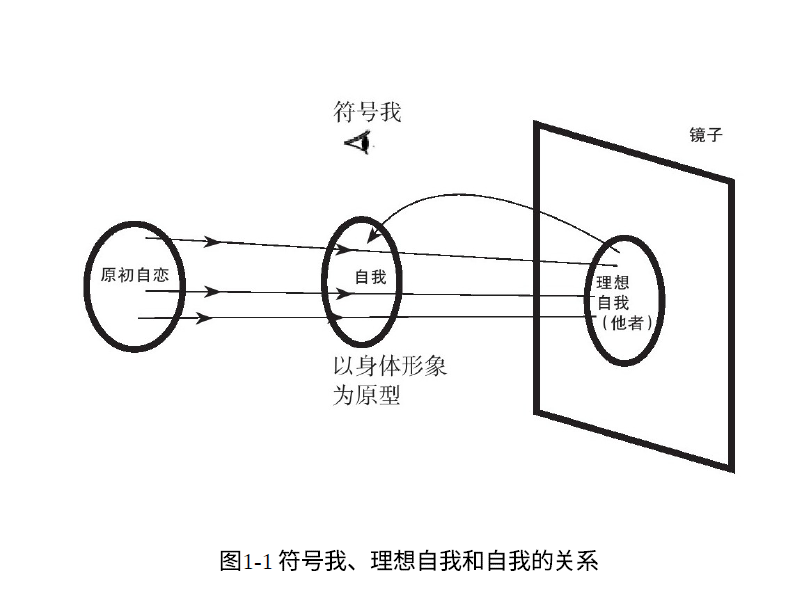 符号我
镜子
原初自恋
自我
理想
自我
（他者）
以身体形象
为原型
图1-1 符号我、理想自我和自我的关系